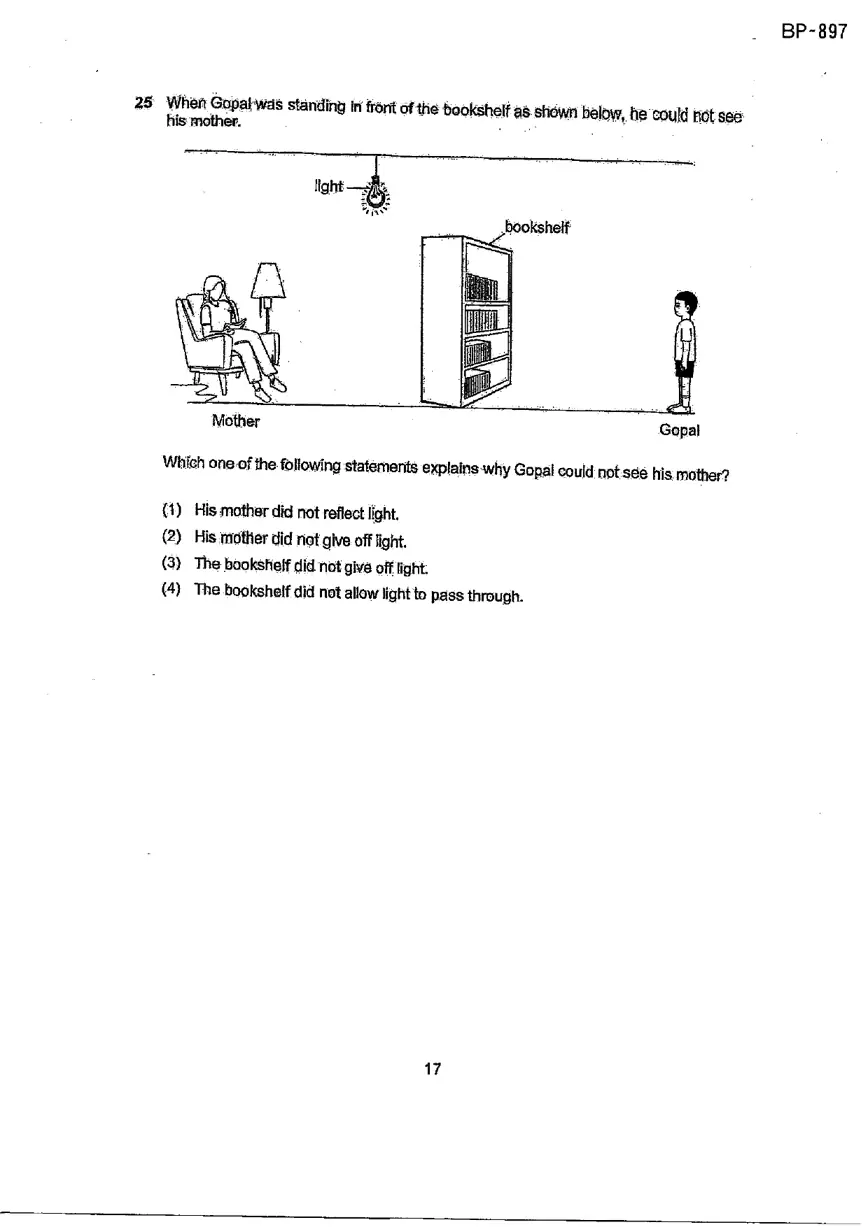 BP-897
25 When Gopal was standing in front of the bookshelf as shown below, he could not see
his mother.
light
bookshelf
Mother
Gopal
Which one of the following statements explains why Gopal could not see his mother?
(1) His mother did not reflect light.
(2) His mother did not give off light.
(3) The bookshelf did not give off light.
(4) The bookshelf did not allow light to pass through.
17